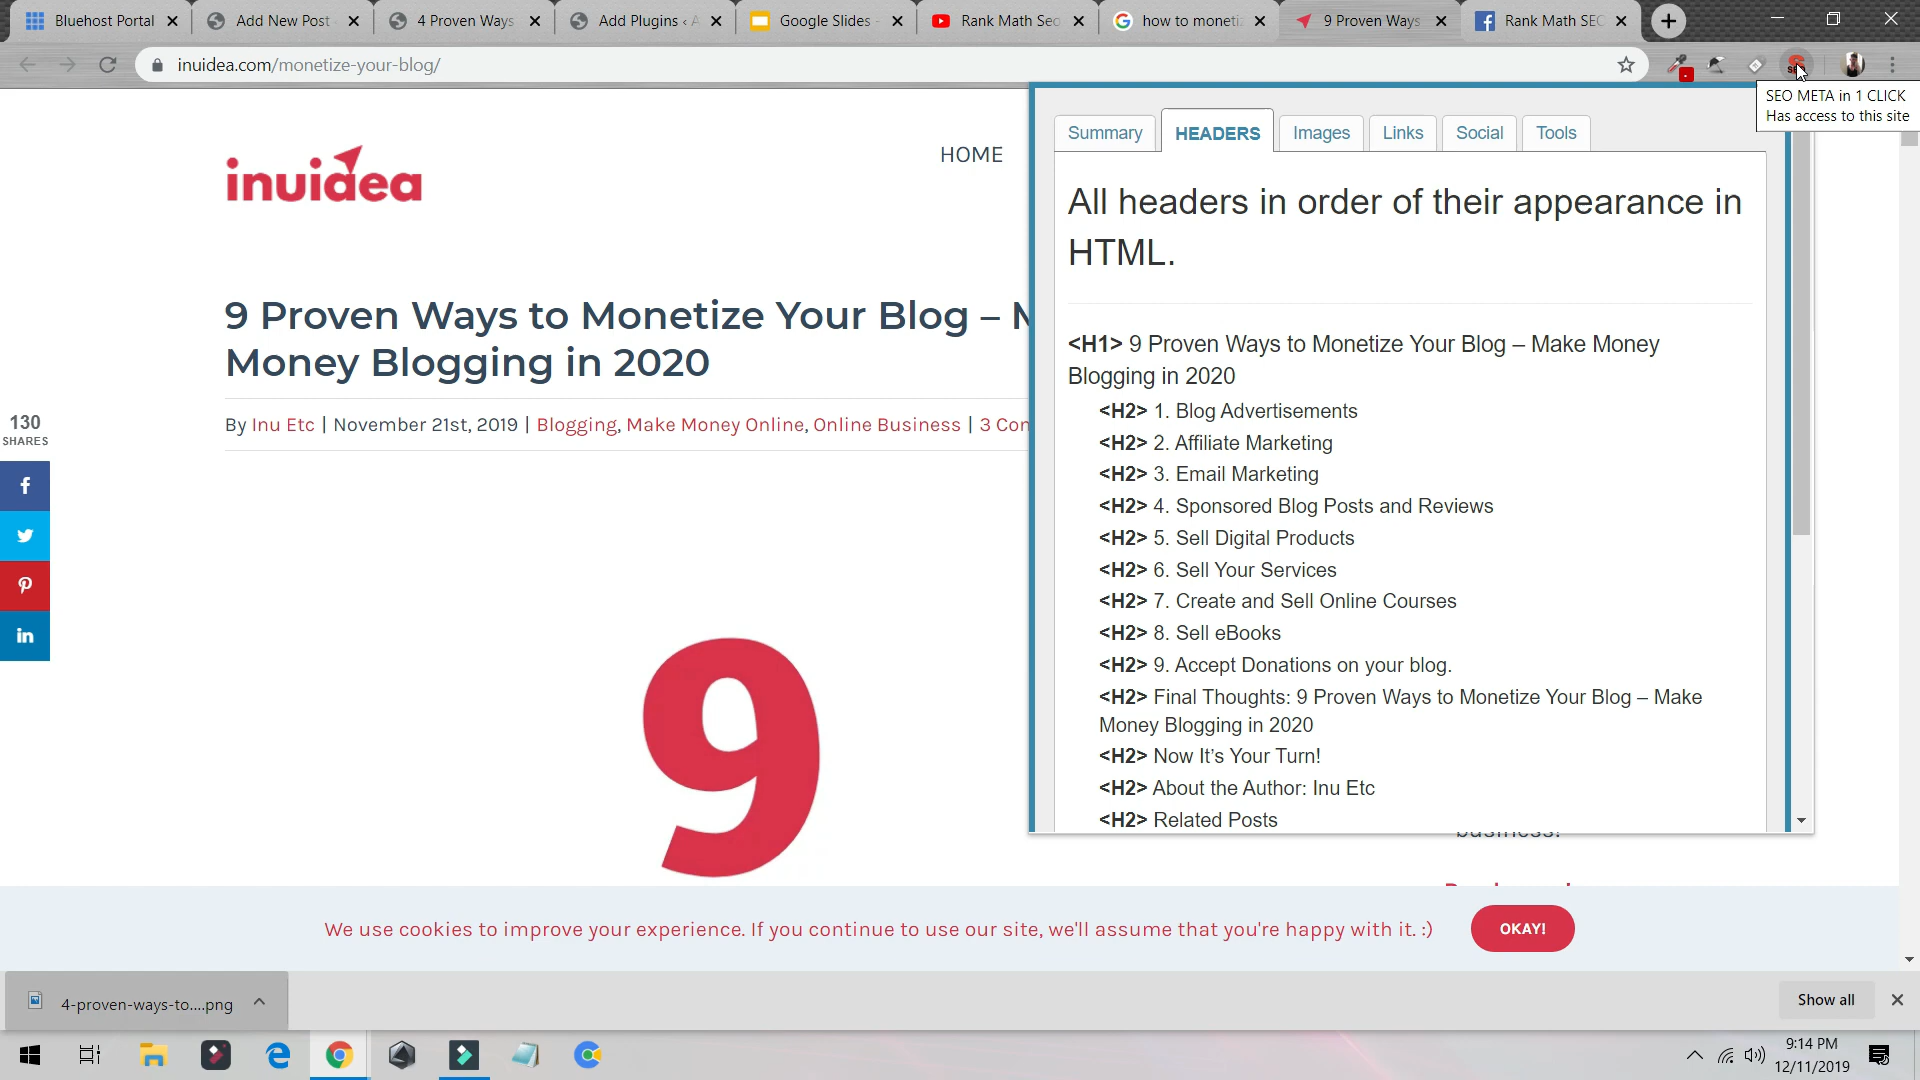 Bluehost Portal
Add New Post
4 Proven Ways
Add Plugins ‹ A
Google Slides -
Rank Math Seo
how to moneti
9 Proven Ways
Rank Math SEO
inuidea.com/monetize-your-blog/
SEO META in 1 CLICK
Has access to this site
inuidea
HOME
Summary
HEADERS
Images
Links
Social
Tools
All headers in order of their appearance in
HTML.
9 Proven Ways to Monetize Your Blog –
Money Blogging in 2020
By Inu Etc | November 21st, 2019 | Blogging, Make Money Online, Online Business | 3 Con
130
SHARES
9
<H1> 9 Proven Ways to Monetize Your Blog – Make Money
Blogging in 2020
<H2> 1. Blog Advertisements
<H2> 2. Affiliate Marketing
<H2> 3. Email Marketing
<H2> 4. Sponsored Blog Posts and Reviews
<H2> 5. Sell Digital Products
<H2> 6. Sell Your Services
<H2> 7. Create and Sell Online Courses
<H2> 8. Sell eBooks
<H2> 9. Accept Donations on your blog.
<H2> Final Thoughts: 9 Proven Ways to Monetize Your Blog – Make
Money Blogging in 2020
<H2> Now It's Your Turn!
<H2> About the Author: Inu Etc
<H2> Related Posts
business!
We use cookies to improve your experience. If you continue to use our site, we'll assume that you're happy with it. :)
OKAY!
4-proven-ways-to....png
Show all
9:14 PM
12/11/2019